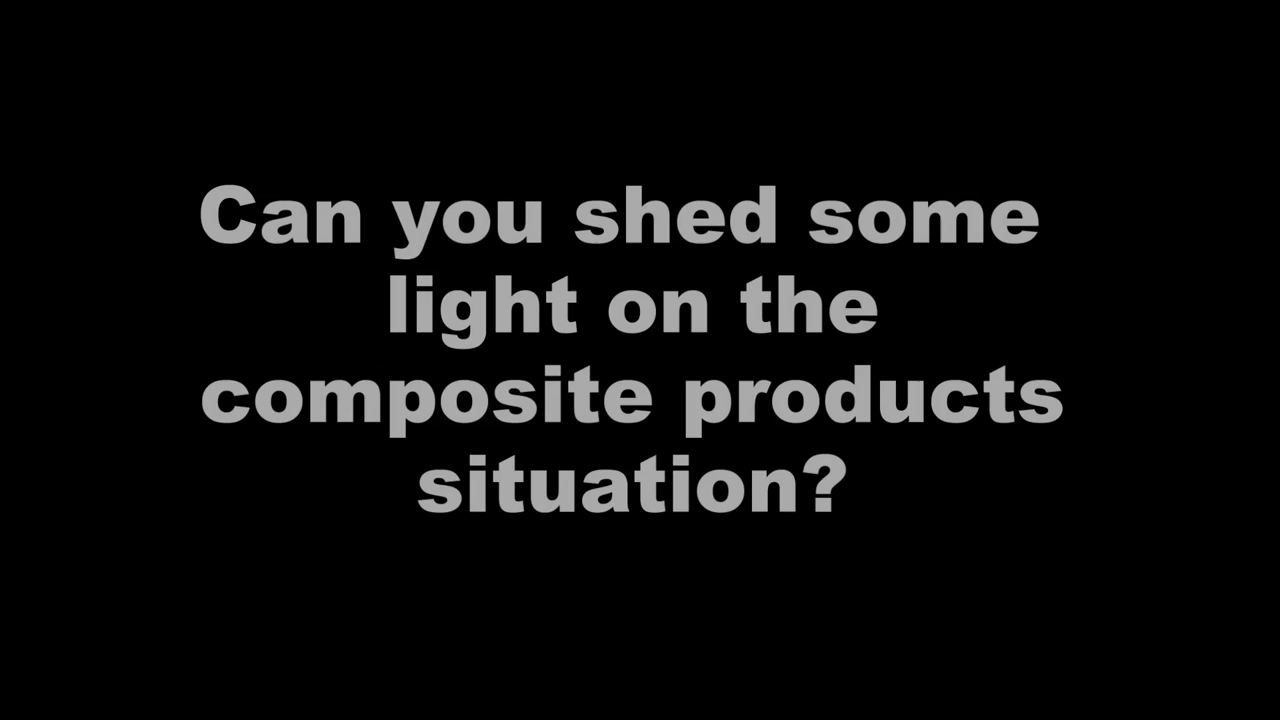 Can you shed some
light on the
composite products
situation?